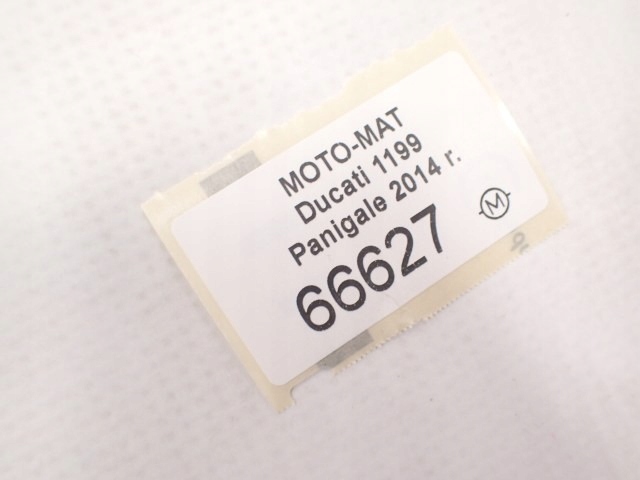 MOTO-MAT
Ducati 1199
Panigale 2014 r.
66627
M